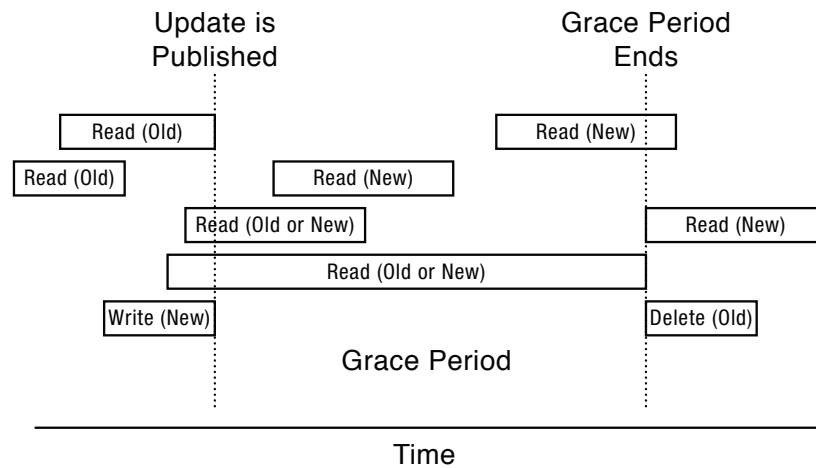 Update is
Published
Grace Period
Ends
Read (Old)
Read (New)
Read (Old)
Read (New)
Read (Old or New)
Read (New)
Read (Old or New)
Write (New)
Delete (Old)
Grace Period
Time